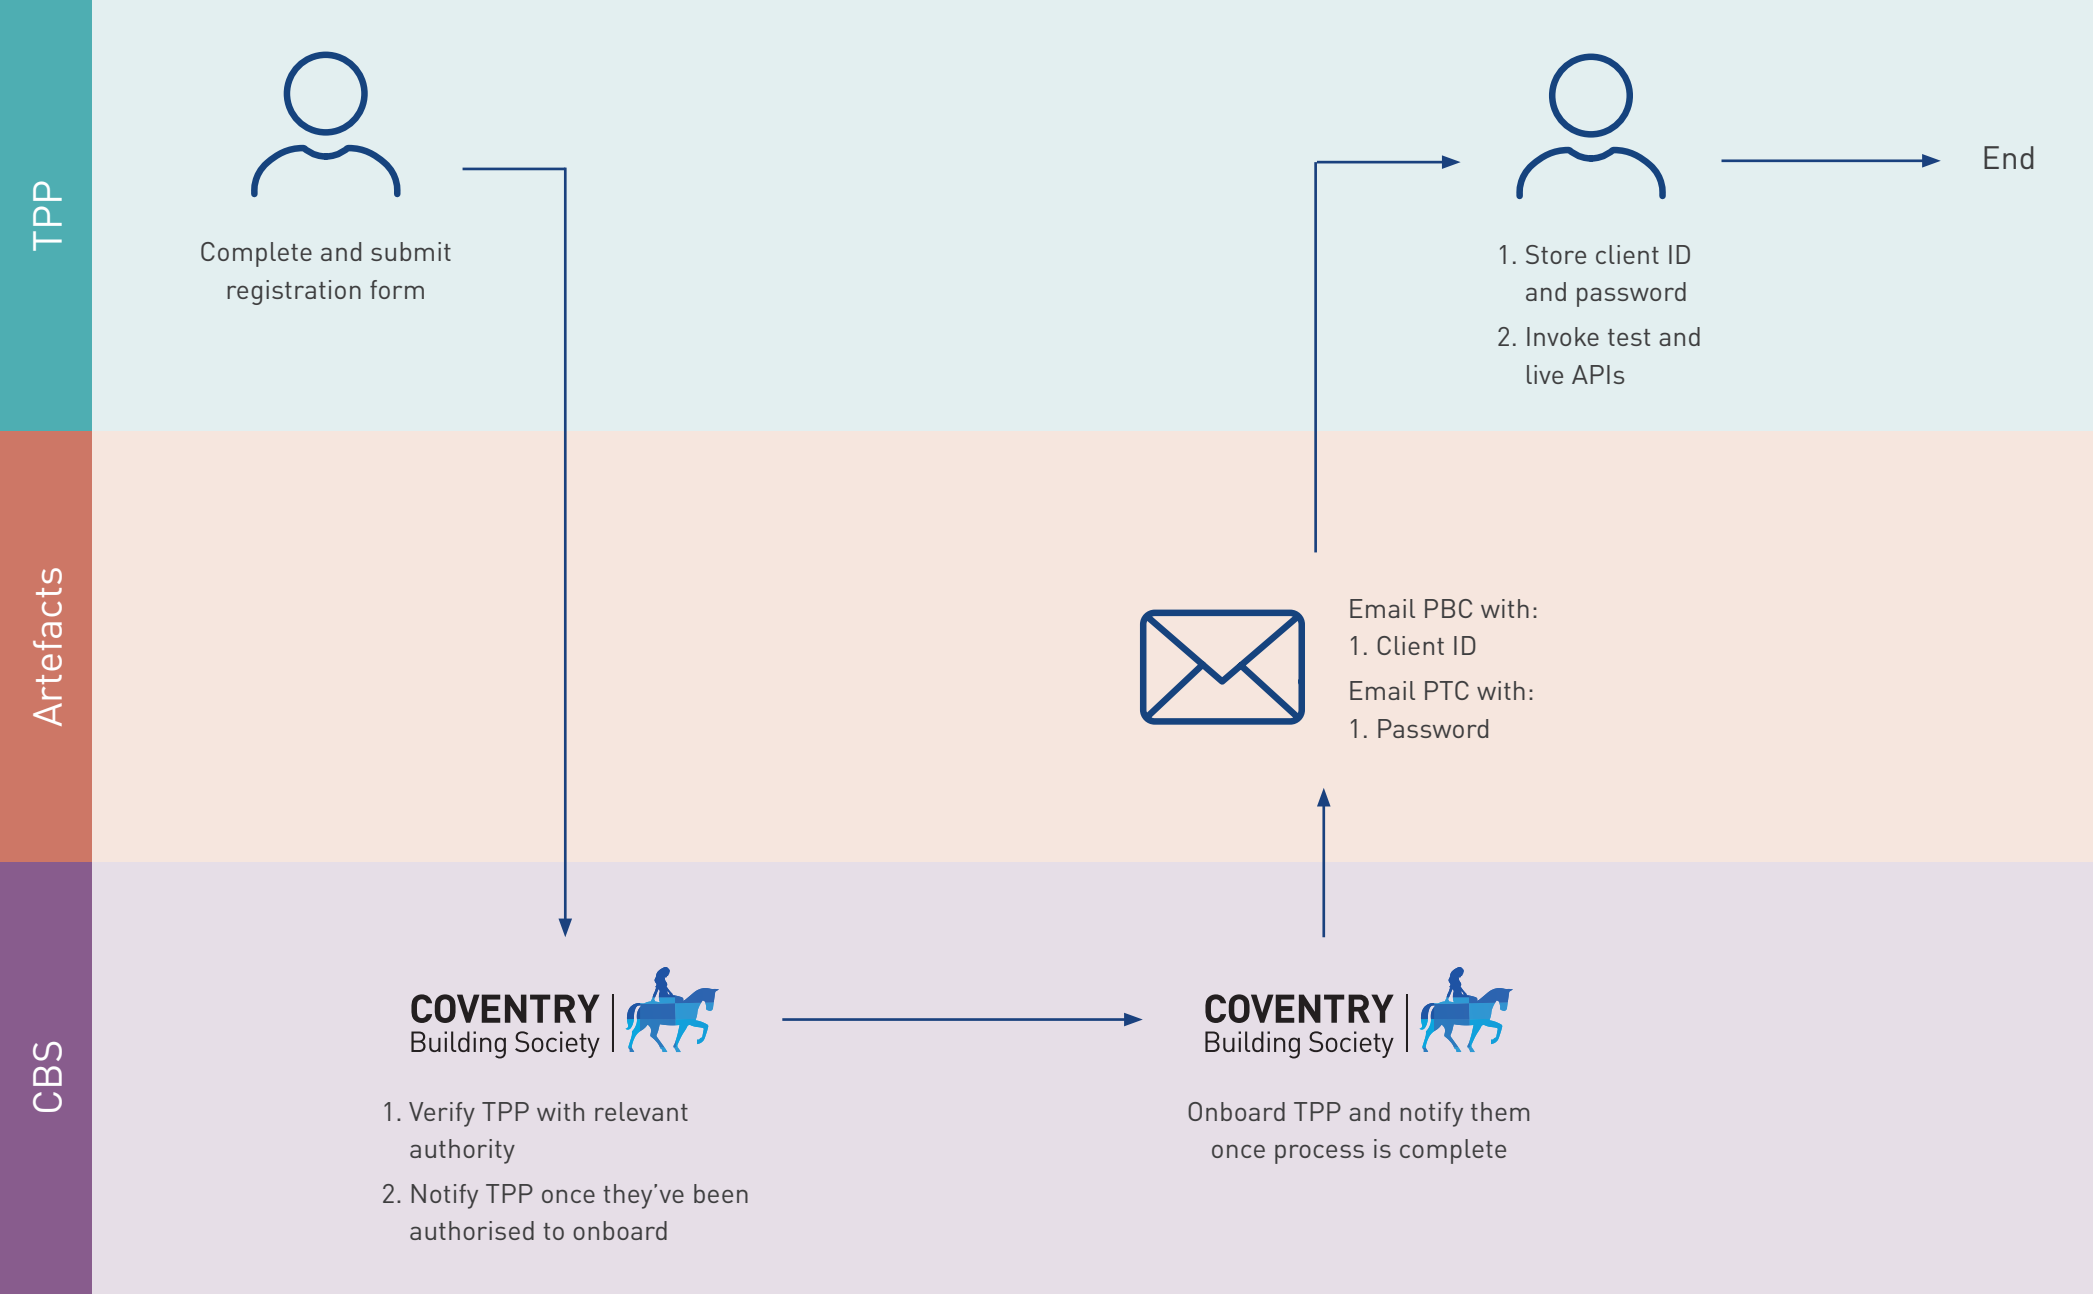 TPP
Complete and submit
registration form
1. Store client ID
and password
2. Invoke test and
live APIs
End
Artefacts
Email PBC with:
1. Client ID
Email PTC with:
1. Password
CBS
COVENTRY
Building Society
1. Verify TPP with relevant
authority
2. Notify TPP once they’ve been
authorised to onboard
COVENTRY
Building Society
Onboard TPP and notify them
once process is complete